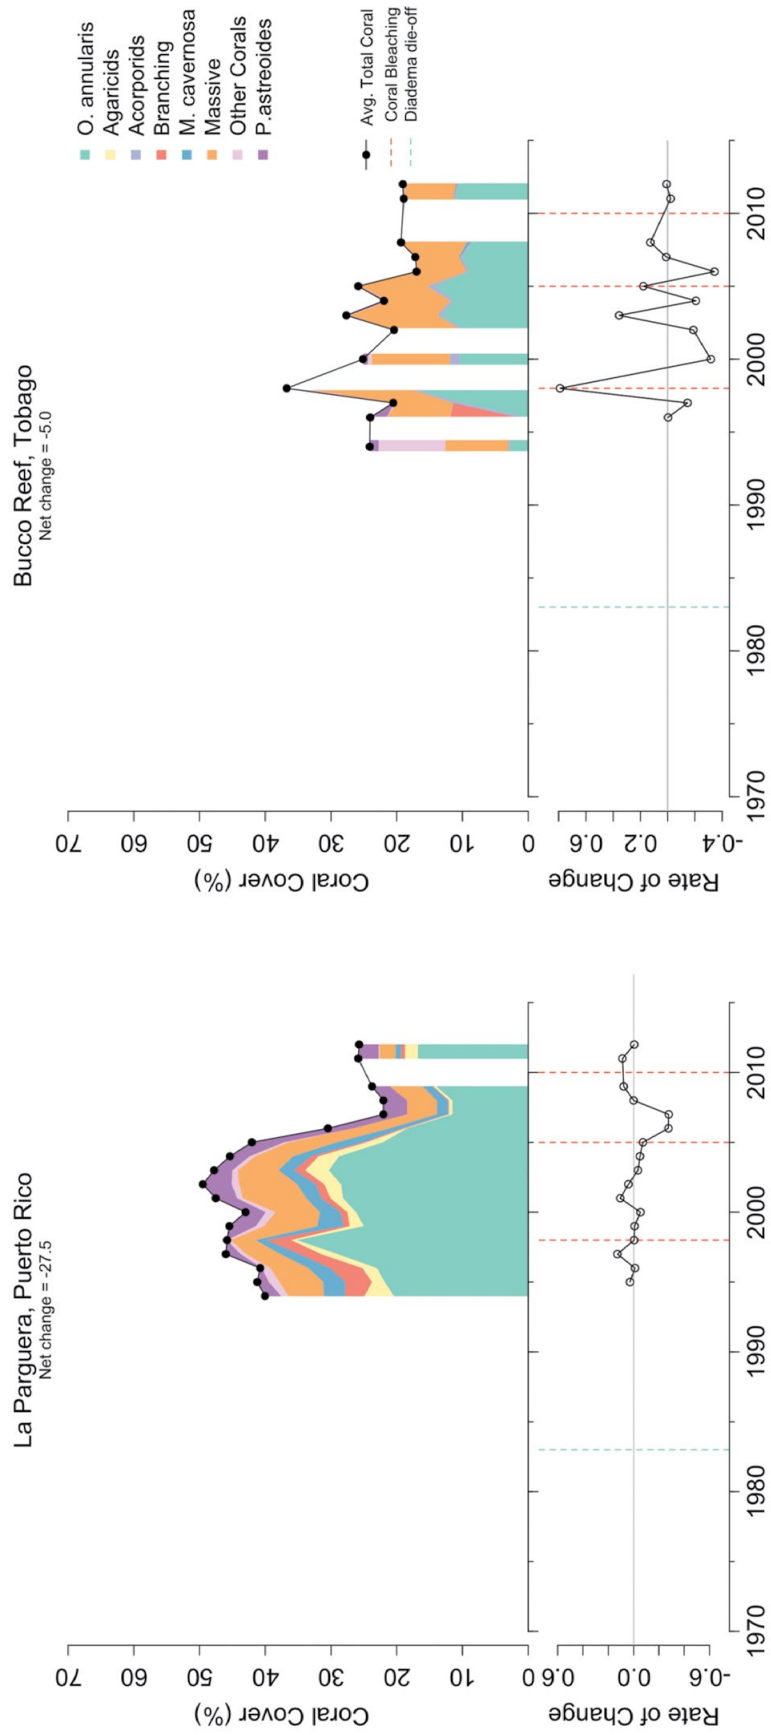 La Parguera, Puerto Rico
Net change = -27.5
Coral Cover (%)
70
60
50
40
30
20
10
0
Rate of Change
0.6
0.0
-0.6
1970
1980
1990
2000
2010
Bucco Reef, Tobago
Net change = -5.0
Coral Cover (%)
70
60
50
40
30
20
10
0
Rate of Change
0.6
0.2
-0.4
1970
1980
1990
2000
2010
O. annularis
Agaricids
Acorporids
Branching
M. cavernosa
Massive
Other Corals
P.astreoides
Avg. Total Coral
Coral Bleaching
Diadema die-off